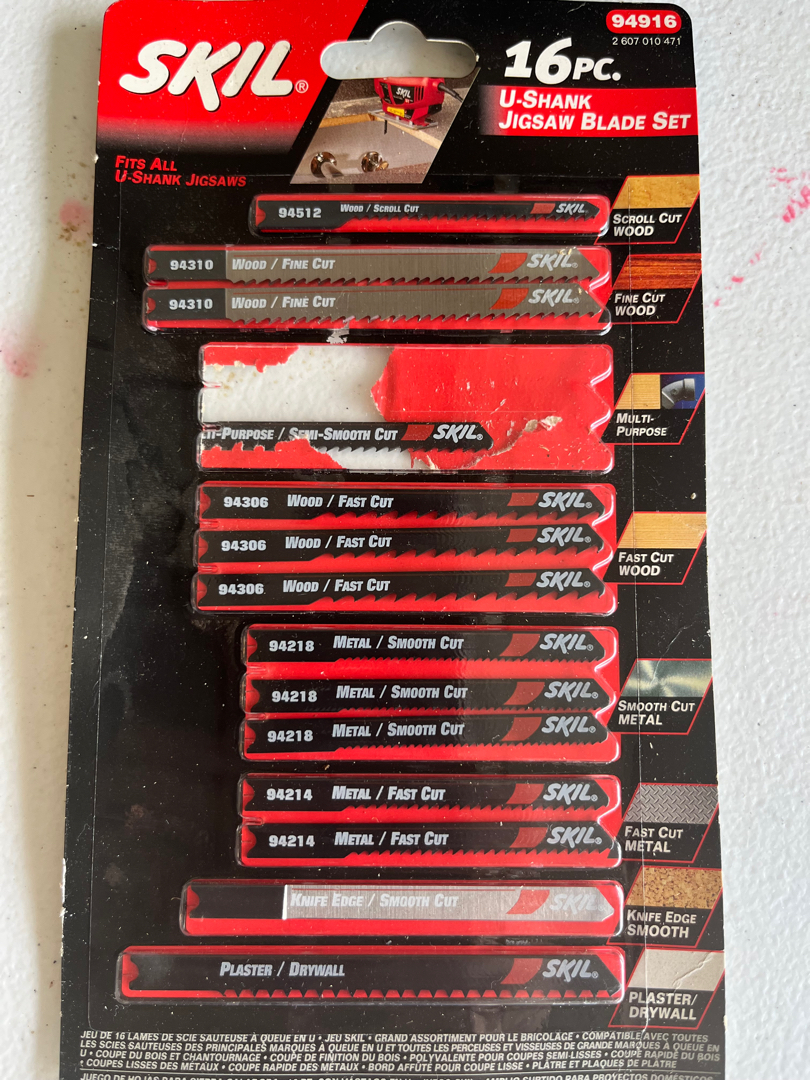 SKIL®
94916
2 607 010 471
16PC.
U-SHANK
JIGSAW BLADE SET
SKIL
FITS ALL
U-SHANK JIGSAWS
94512 WOOD / SCROLL CUT SKIL®
SCROLL CUT
WOOD
94310 WOOD / FINE CUT SKIL®
94310 WOOD / FINE CUT SKIL®
FINE CUT
WOOD
MULTI-
PURPOSE
TI-PURPOSE / SEMI-SMOOTH CUT SKIL®
94306 WOOD / FAST CUT SKIL®
94306 WOOD / FAST CUT SKIL®
94306 WOOD / FAST CUT SKIL®
FAST CUT
WOOD
94218 METAL / SMOOTH CUT SKIL®
94218 METAL / SMOOTH CUT SKIL®
94218 METAL / SMOOTH CUT SKIL®
SMOOTH CUT
METAL
94214 METAL / FAST CUT SKIL®
94214 METAL / FAST CUT SKIL®
FAST CUT
METAL
KNIFE EDGE / SMOOTH CUT SKIL
KNIFE EDGE
SMOOTH
PLASTER / DRYWALL SKIL®
PLASTER/
DRYWALL
JEU DE 16 LAMES DE SCIE SAUTEUSE À QUEUE EN U • JEU SKIL • GRAND ASSORTIMENT POUR LE BRICOLAGE • COMPATIBLE AVEC TOUTES
LES SCIES SAUTEUSES DES PRINCIPALES MARQUES À QUEUE EN U ET TOUTES LES PERCEUSES ET VISSEUSES DE GRANDE MARQUES À QUEUE EN
U • COUPE DU BOIS ET CHANTOURNAGE • COUPE DE FINITION DU BOIS • POLYVALENTE POUR COUPES SEMI-LISSES • COUPE RAPIDE DU BOIS
• COUPES LISSES DES MÉTAUX • COUPE RAPIDE DES MÉTAUX • BORD AFFÛTÉ POUR COUPE LISSE • PLÂTRE ET PLAQUES DE PLÂTRE
JUEGO DE HOJAS PARA SIERRA